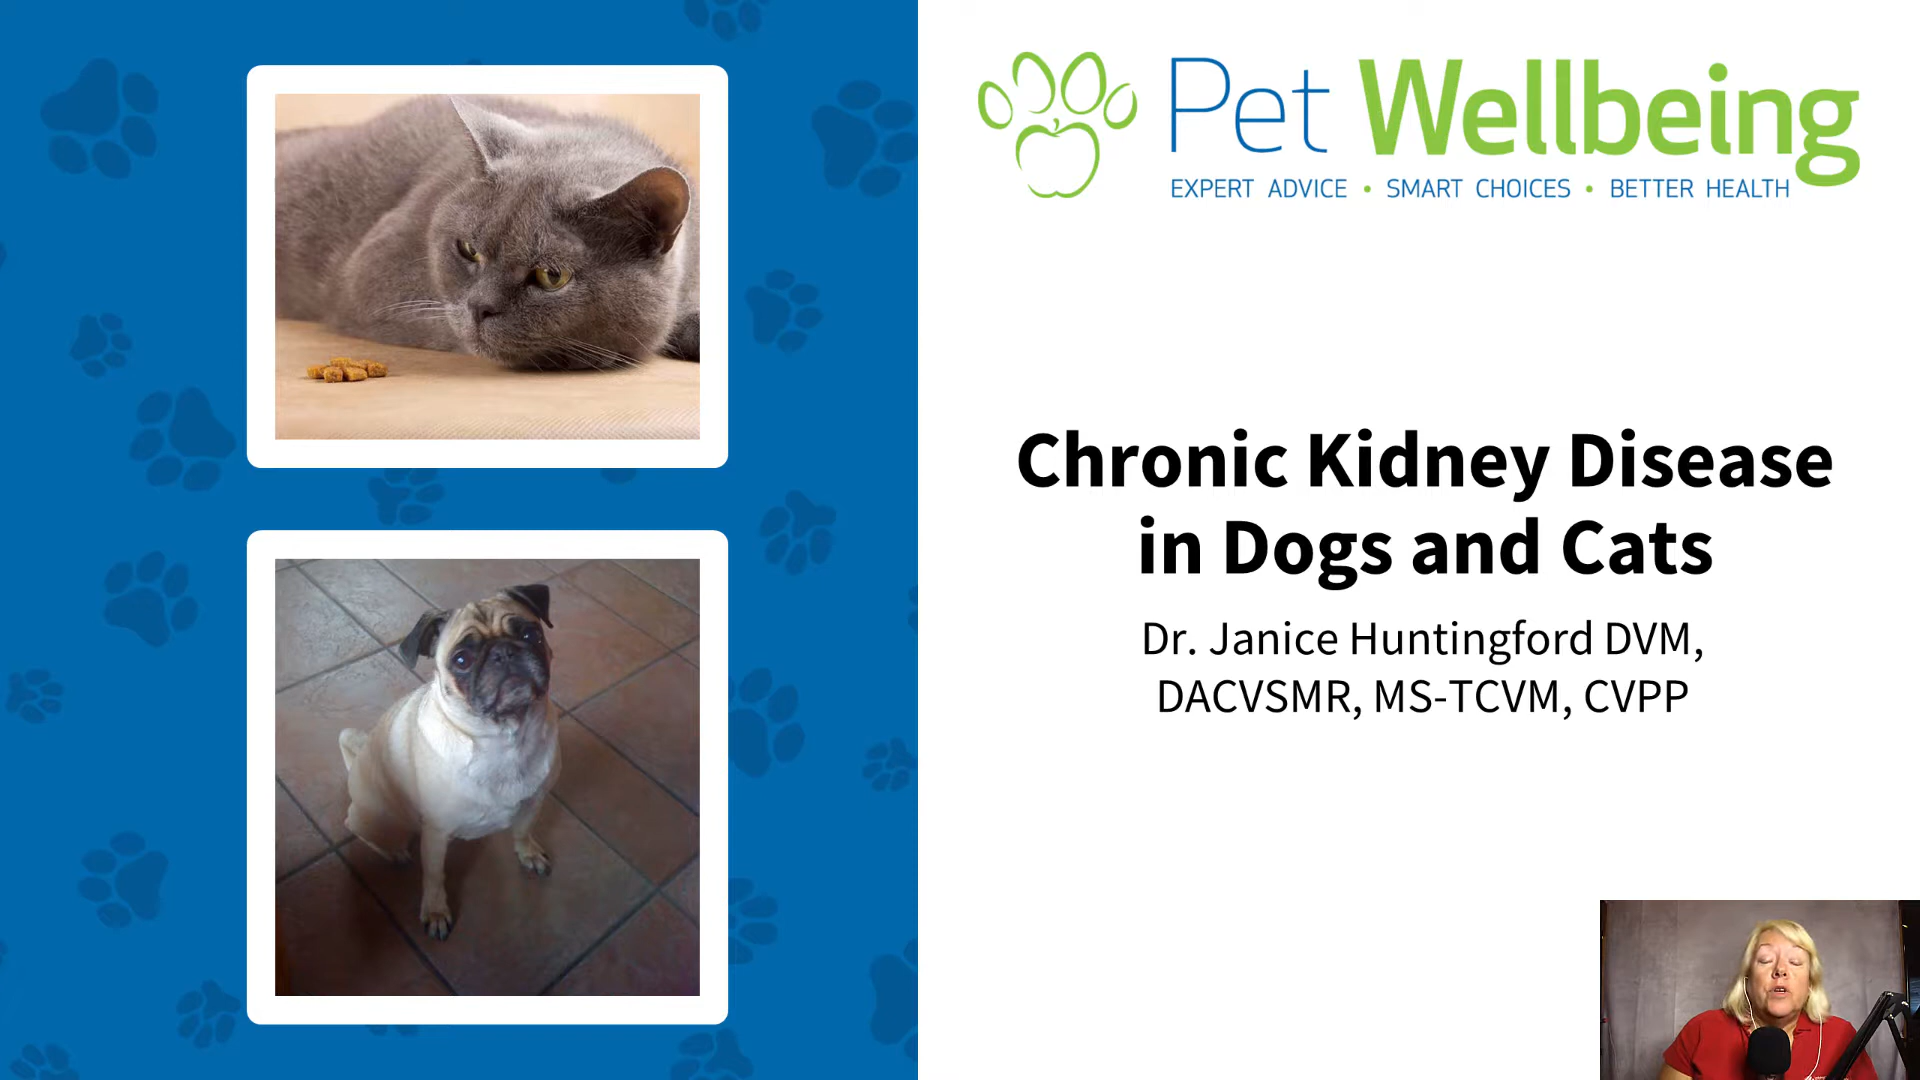 Pet Wellbeing
EXPERT ADVICE • SMART CHOICES • BETTER HEALTH
Chronic Kidney Disease
in Dogs and Cats
Dr. Janice Huntingford DVM,
DACVSMR, MS-TCVM, CVPP